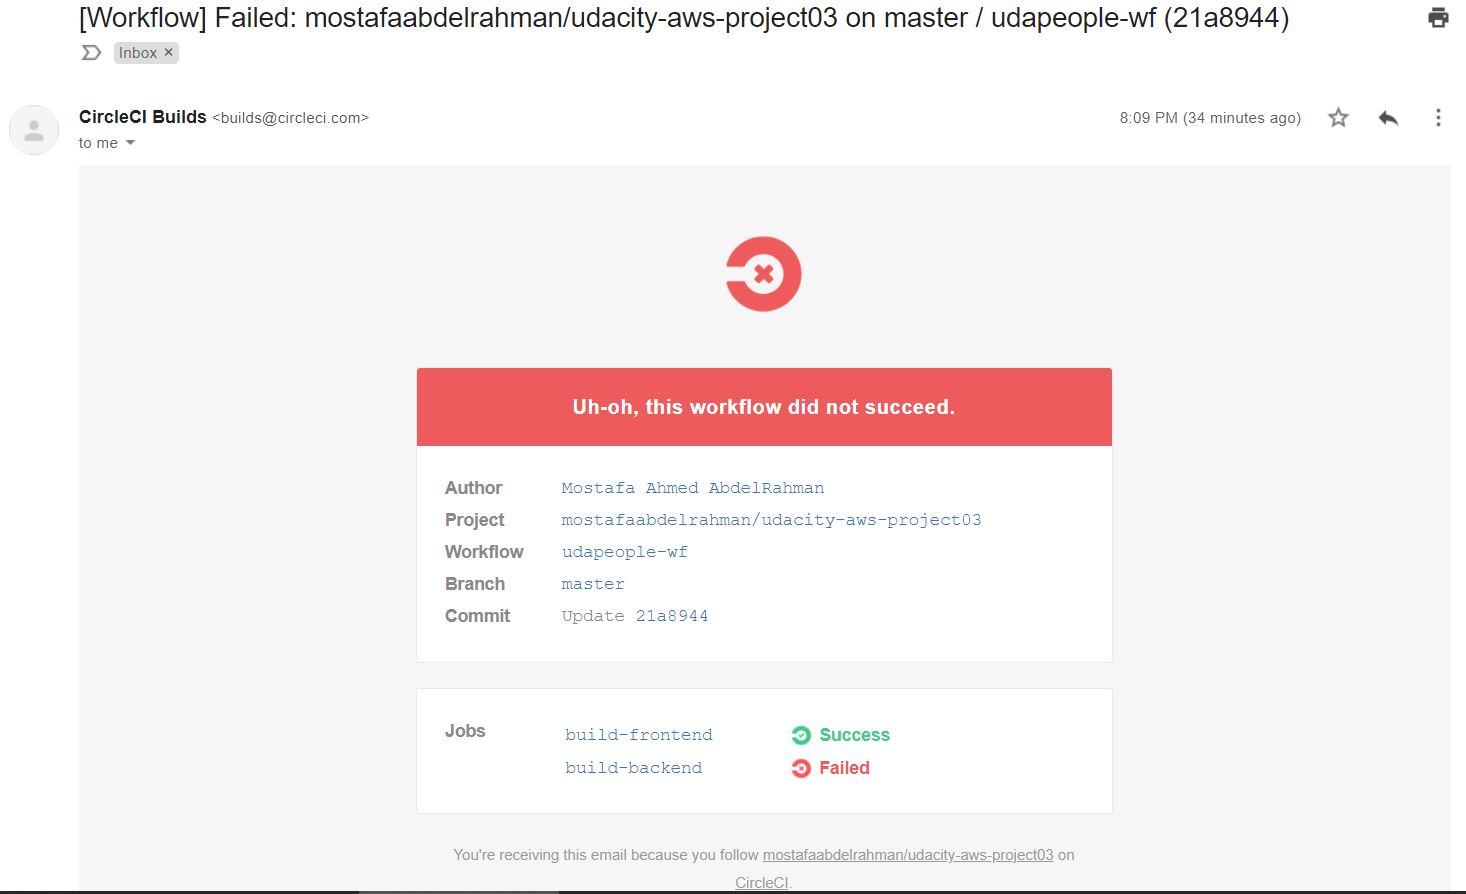 [Workflow] Failed: mostafaabdelrahman/udacity-aws-project03 on master / udapeople-wf (21a8944)
Inbox ×
CircleCI Builds <builds@circleci.com>
8:09 PM (34 minutes ago)
to me
Uh-oh, this workflow did not succeed.
Author Mostafa Ahmed AbdelRahman
Project mostafaabdelrahman/udacity-aws-project03
Workflow udapeople-wf
Branch master
Commit Update 21a8944
Jobs build-frontend Success
build-backend Failed
You're receiving this email because you follow mostafaabdelrahman/udacity-aws-project03 on
CircleCI.